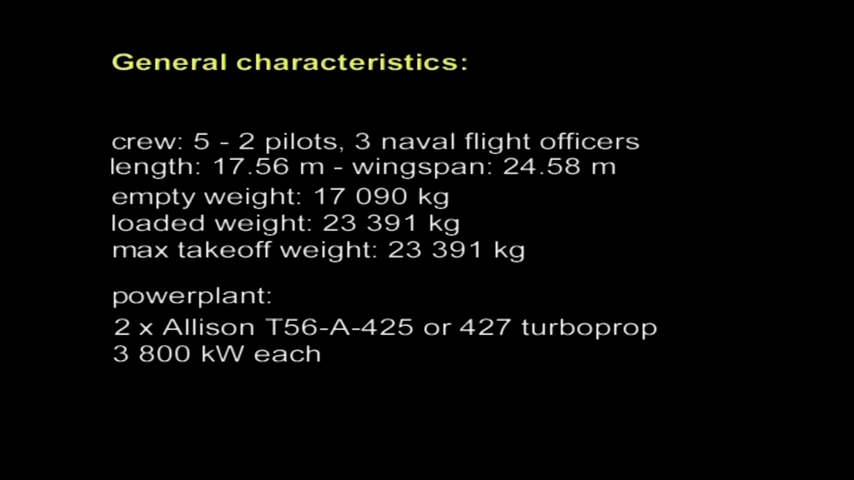 General characteristics:
crew: 5 - 2 pilots, 3 naval flight officers
length: 17.56 m - wingspan: 24.58 m
empty weight: 17 090 kg
loaded weight: 23 391 kg
max takeoff weight: 23 391 kg
powerplant:
2 x Allison T56-A-425 or 427 turboprop
3 800 kW each